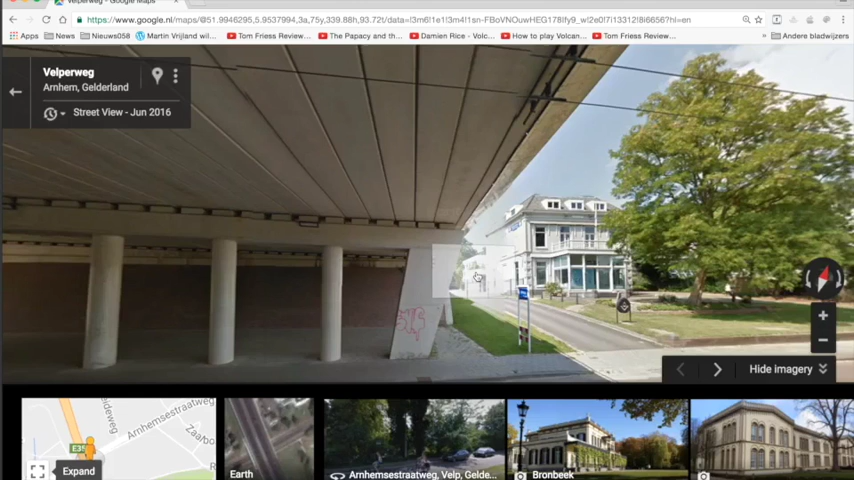 Velperweg - Google Maps
https://www.google.nl/maps/@51.9946295,5.9537994,3a,75y,339.88h,93.72t/data=!3m6!1e1!3m4!1sn-FBoVNOuwHEG178Ify9_wl2e0!7i13312!8i6656?hl=en
Apps
News
Nieuws058
Martin Vrijland wil...
Tom Friess Review...
The Papacy and th...
Damien Rice - Volc...
How to play Volcan...
Tom Friess Review...
»
Andere bladwijzers
Velperweg
Arnhem, Gelderland
Street View - Jun 2016
Hide imagery
Arnhemsestraatweg
Expand
Earth
Arnhemsestraatweg, Velp, Gelde...
Bronbeek